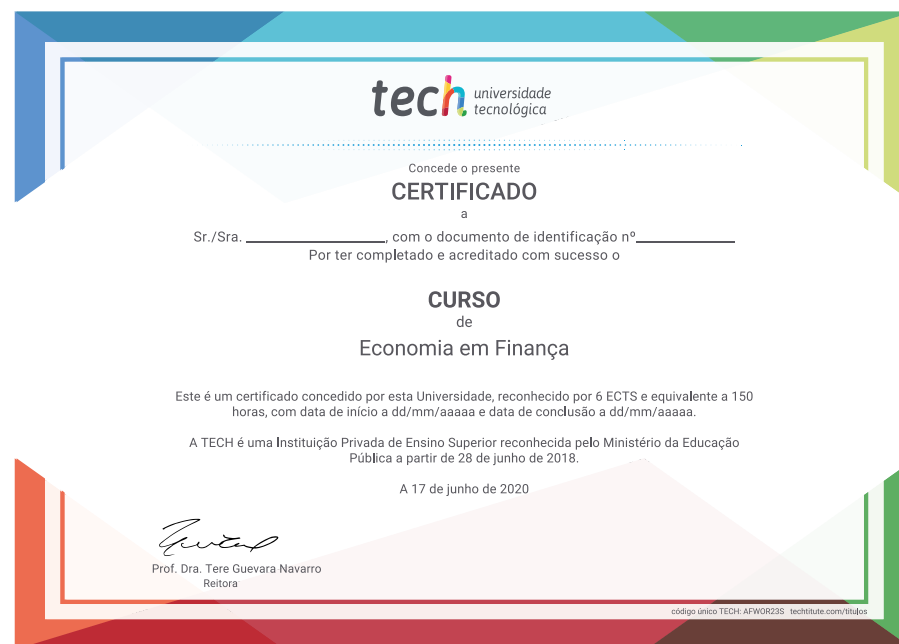 tech universidade
tecnológica
Concede o presente
CERTIFICADO
a
Sr./Sra. ________________, com o documento de identificação nº____________
Por ter completado e acreditado com sucesso o
CURSO
de
Economia em Finança
Este é um certificado concedido por esta Universidade, reconhecido por 6 ECTS e equivalente a 150
horas, com data de início a dd/mm/aaaaa e data de conclusão a dd/mm/aaaaa.
A TECH é uma Instituição Privada de Ensino Superior reconhecida pelo Ministério da Educação
Pública a partir de 28 de junho de 2018.
A 17 de junho de 2020
Prof. Dra. Tere Guevara Navarro
Reitora
código único TECH: AFWOR23S techtitute.com/titulos